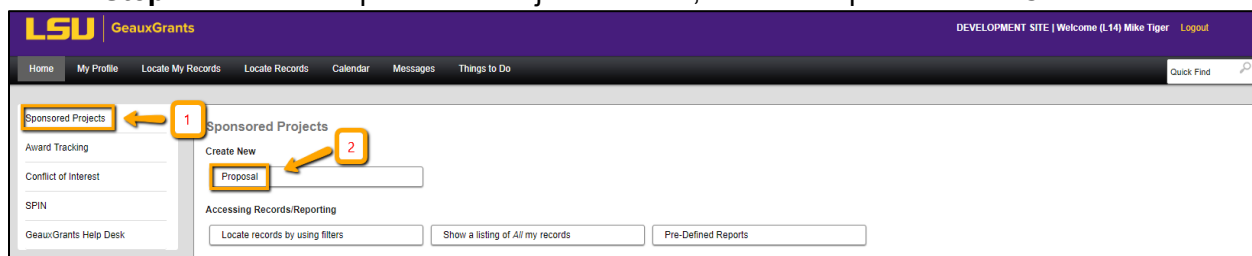 LSU GeauxGrants DEVELOPMENT SITE | Welcome (L14) Mike Tiger Logout
Home My Profile Locate My Records Locate Records Calendar Messages Things to Do Quick Find
Sponsored Projects 1
Award Tracking
Conflict of Interest
SPIN
GeauxGrants Help Desk
Sponsored Projects
Create New 2
Proposal
Accessing Records/Reporting
Locate records by using filters Show a listing of All my records Pre-Defined Reports